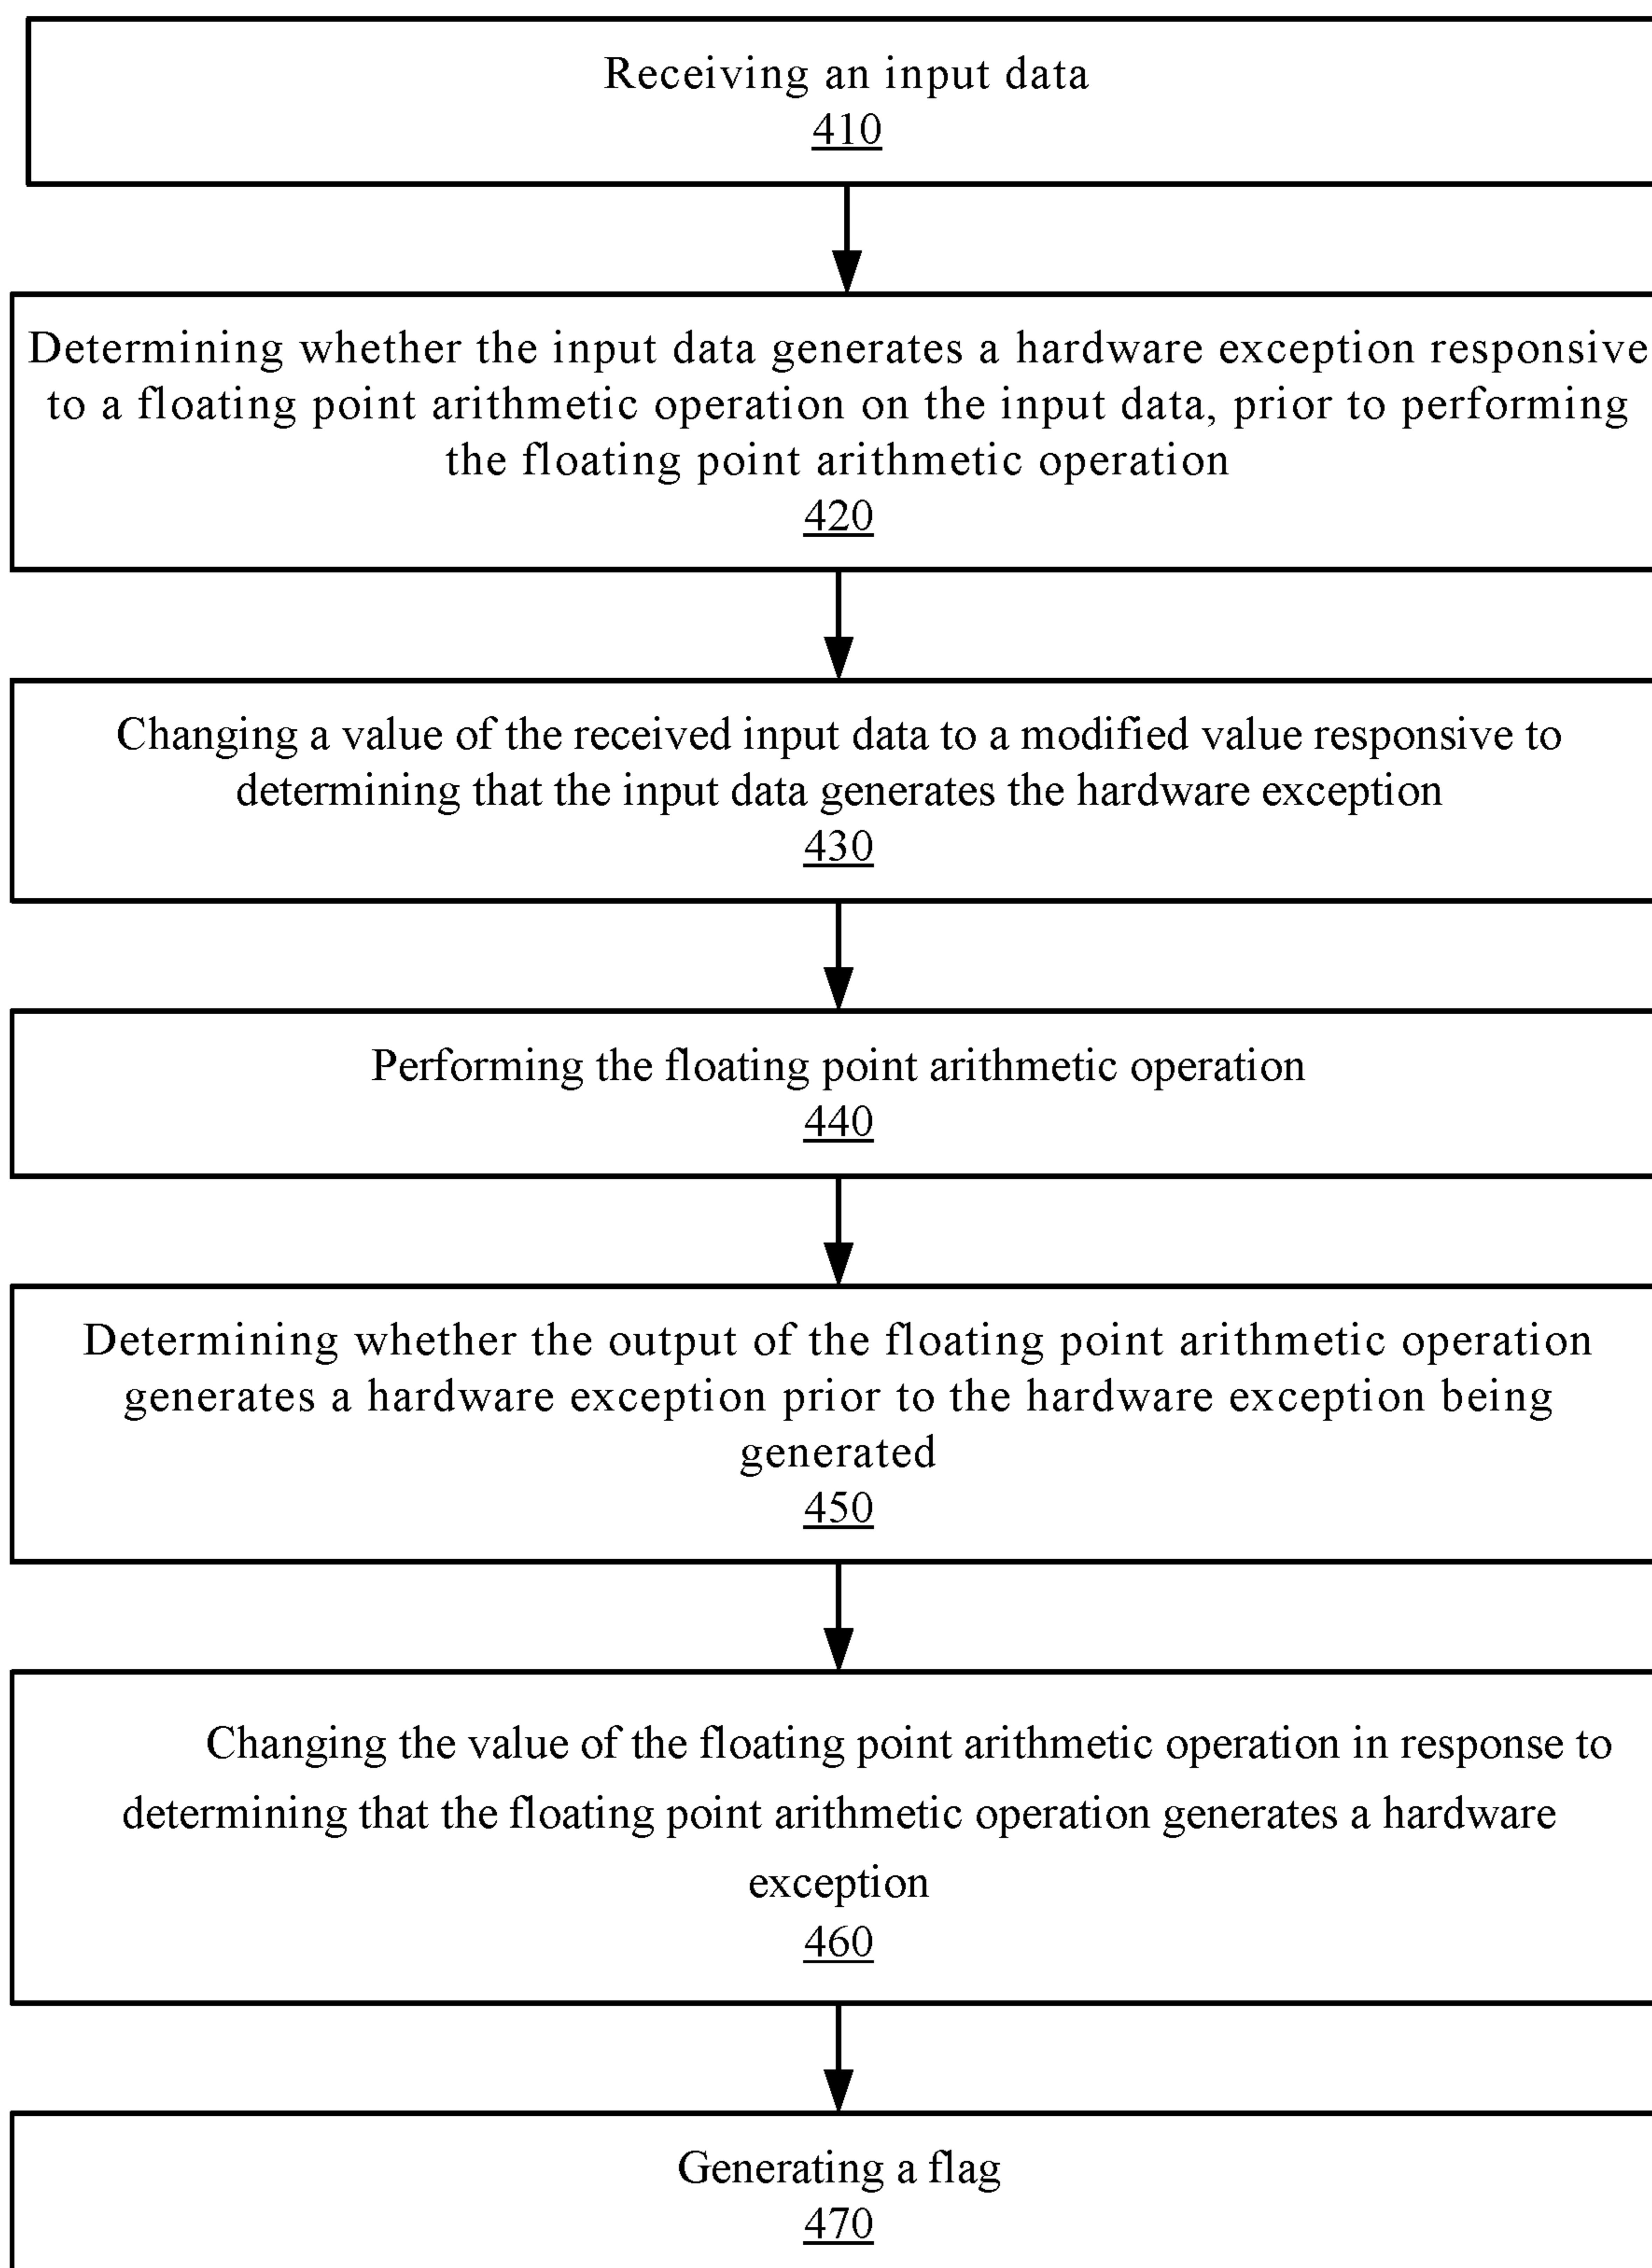 Receiving an input data
410
Determining whether the input data generates a hardware exception responsive
to a floating point arithmetic operation on the input data, prior to performing
the floating point arithmetic operation
420
Changing a value of the received input data to a modified value responsive to
determining that the input data generates the hardware exception
430
Performing the floating point arithmetic operation
440
Determining whether the output of the floating point arithmetic operation
generates a hardware exception prior to the hardware exception being
generated
450
Changing the value of the floating point arithmetic operation in response to
determining that the floating point arithmetic operation generates a hardware
exception
460
Generating a flag
470